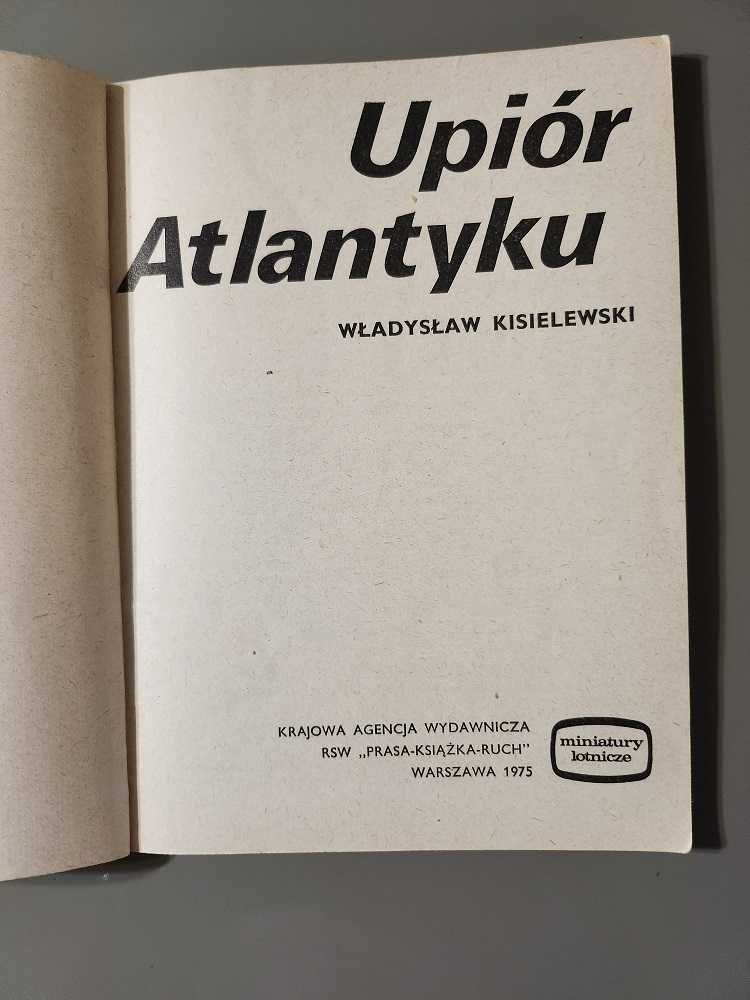 Upiór
Atlantyku
WŁADYSŁAW KISIELEWSKI
KRAJOWA AGENCJA WYDAWNICZA
RSW „PRASA-KSIĄŻKA-RUCH"
WARSZAWA 1975
miniatury
lotnicze